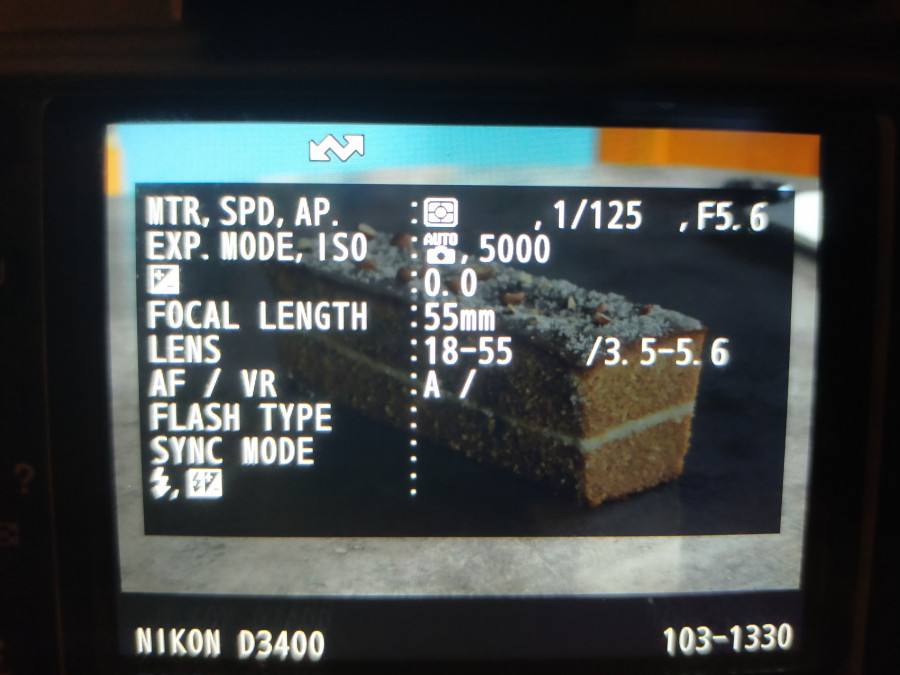 MTR, SPD, AP. : , 1/125 , F5.6
EXP. MODE, ISO : AUTO, 5000
: 0.0
FOCAL LENGTH : 55mm
LENS : 18-55 /3.5-5.6
AF / VR : A /
FLASH TYPE :
SYNC MODE :
, :
?
NIKON D3400 103-1330